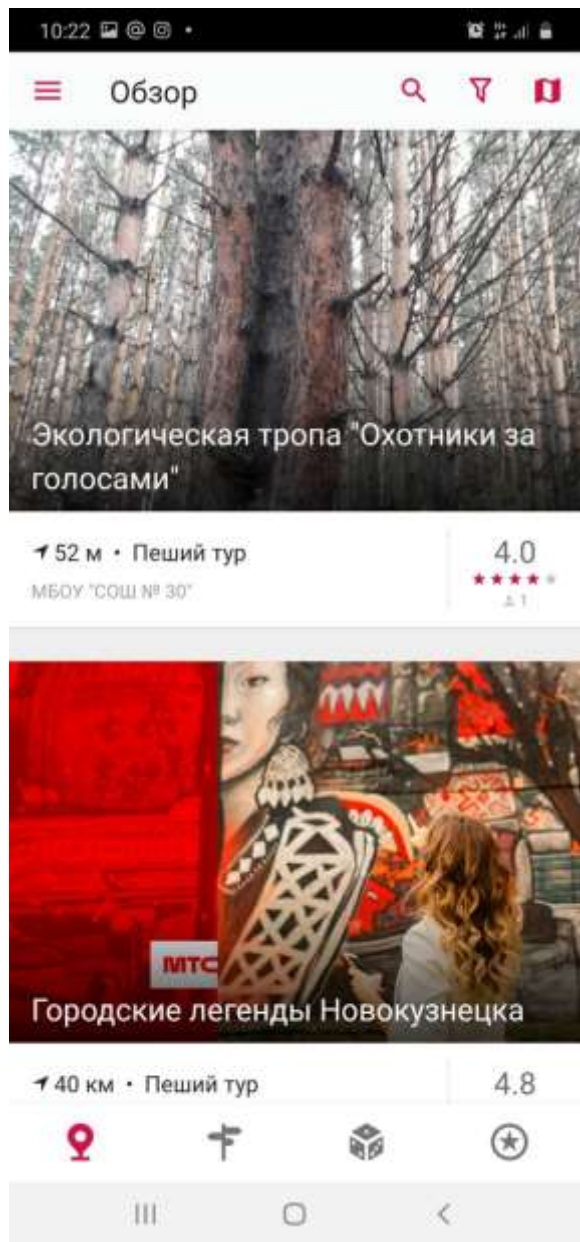 10:22
Обзор
Экологическая тропа "Охотники за
голосами"
52 м • Пеший тур
4.0
МБОУ "СОШ № 30"
1
МТС
Городские легенды Новокузнецка
40 км • Пеший тур
4.8